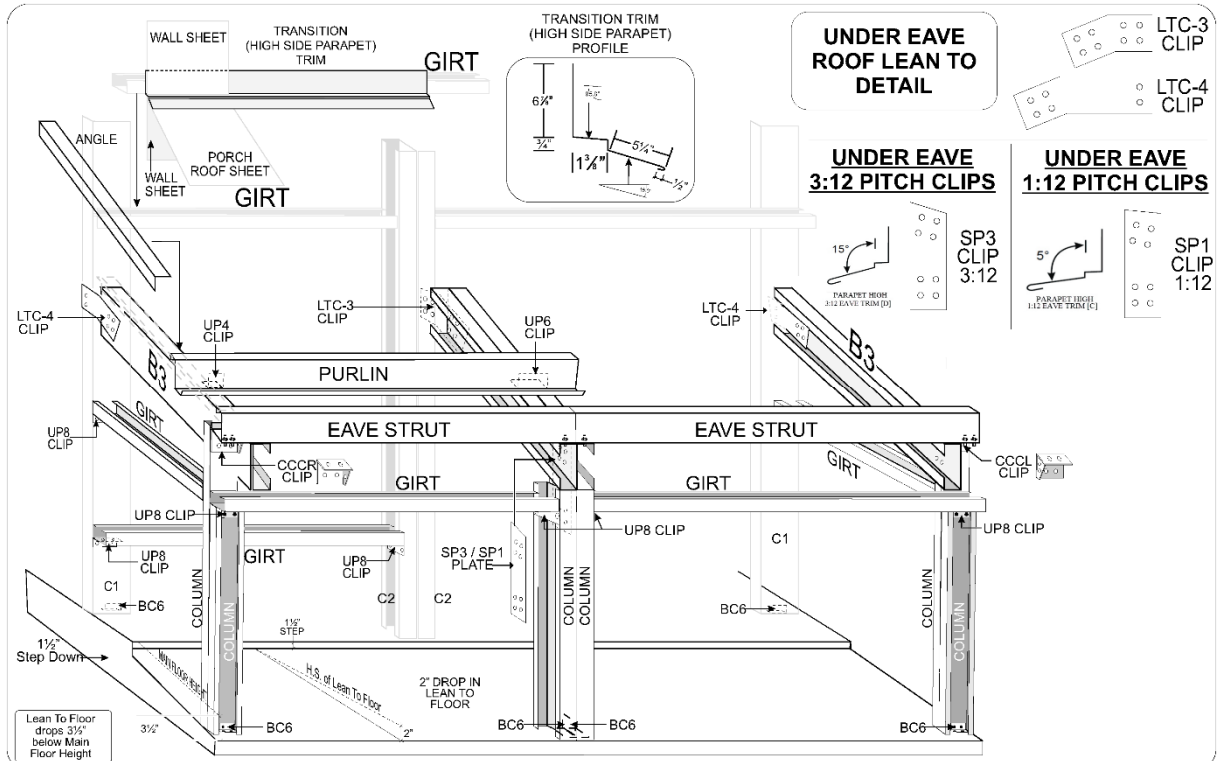 WALL SHEET
TRANSITION
(HIGH SIDE PARAPET)
TRIM
GIRT
TRANSITION TRIM
(HIGH SIDE PARAPET)
PROFILE
6¼"
¾"
1⅜"
5¼"
½"
UNDER EAVE
ROOF LEAN TO
DETAIL
LTC-3
CLIP
LTC-4
CLIP
ANGLE
WALL
SHEET
PORCH
ROOF SHEET
GIRT
UNDER EAVE
3:12 PITCH CLIPS
15°
PARAPET HIGH
3:12 EAVE TRIM [D]
SP3
CLIP
3:12
UNDER EAVE
1:12 PITCH CLIPS
5°
PARAPET HIGH
1:12 EAVE TRIM [C]
SP1
CLIP
1:12
LTC-4
CLIP
LTC-3
CLIP
LTC-4
CLIP
UP4
CLIP
UP6
CLIP
B3
B3
PURLIN
GIRT
UP8
CLIP
EAVE STRUT
EAVE STRUT
CCCR
CLIP
GIRT
GIRT
GIRT
CCCL
CLIP
UP8 CLIP
UP8 CLIP
UP8 CLIP
UP8
CLIP
GIRT
UP8
CLIP
SP3 / SP1
PLATE
C1
C1
C2
C2
BC6
BC6
COLUMN
COLUMN
COLUMN
COLUMN
COLUMN
COLUMN
1½"
STEP
1½"
Step Down
MAIN FLOOR HEIGHT
H.S. of Lean To Floor
2" DROP IN
LEAN TO
FLOOR
3½"
2"
BC6
BC6
BC6
Lean To Floor
drops 3½"
below Main
Floor Height